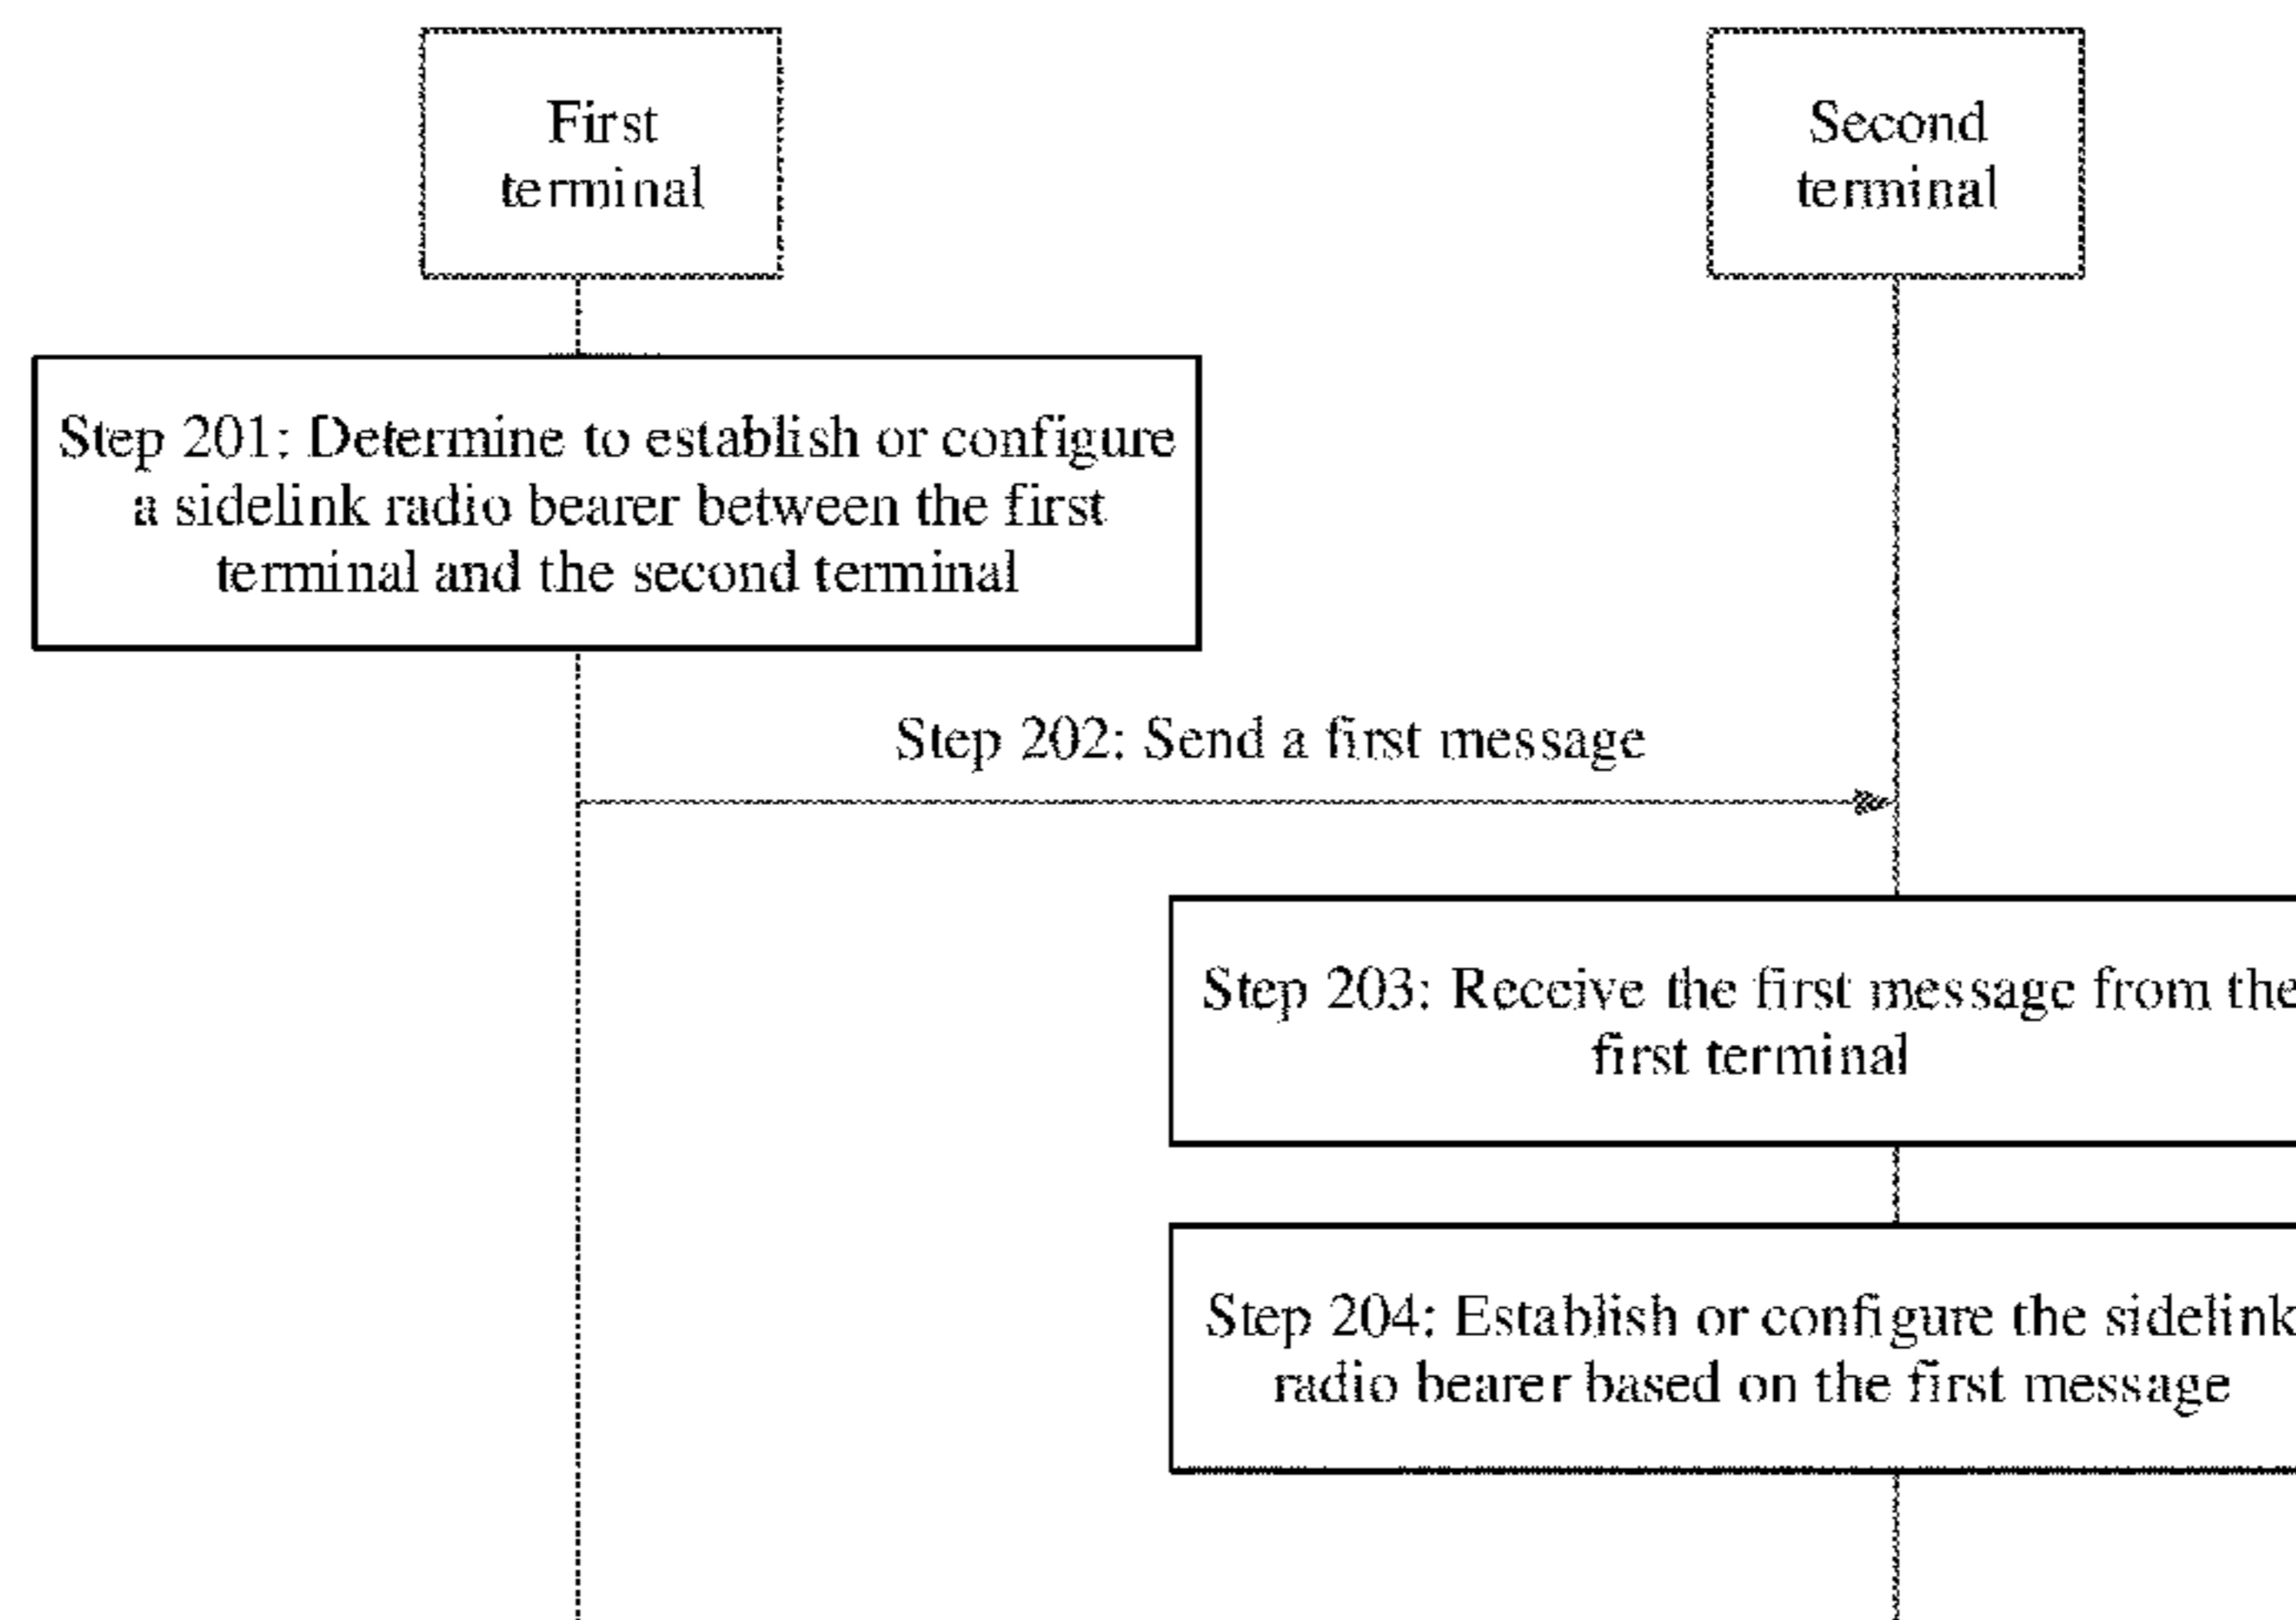 First
terminal
Second
terminal
Step 201: Determine to establish or configure
a sidelink radio bearer between the first
terminal and the second terminal
Step 202: Send a first message
Step 203: Receive the first message from the
first terminal
Step 204: Establish or configure the sidelink
radio bearer based on the first message